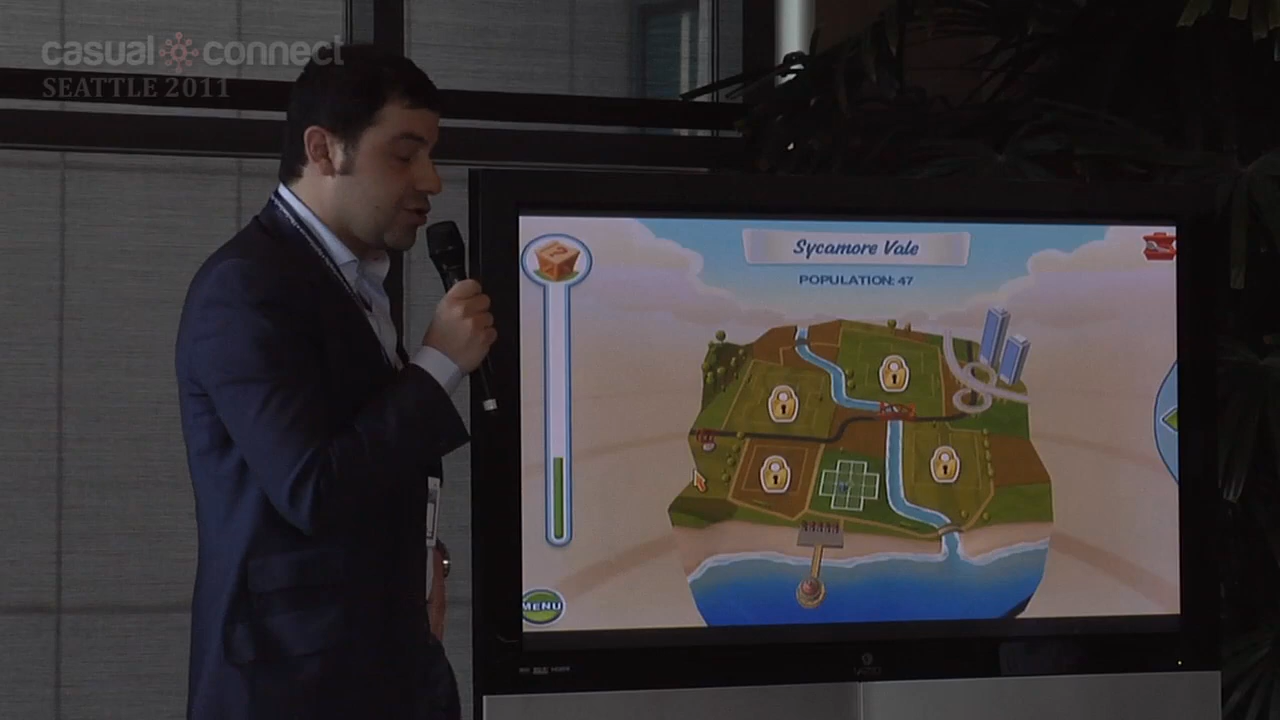 casual connect
SEATTLE 2011
Sycamore Vale
POPULATION: 47
MENU